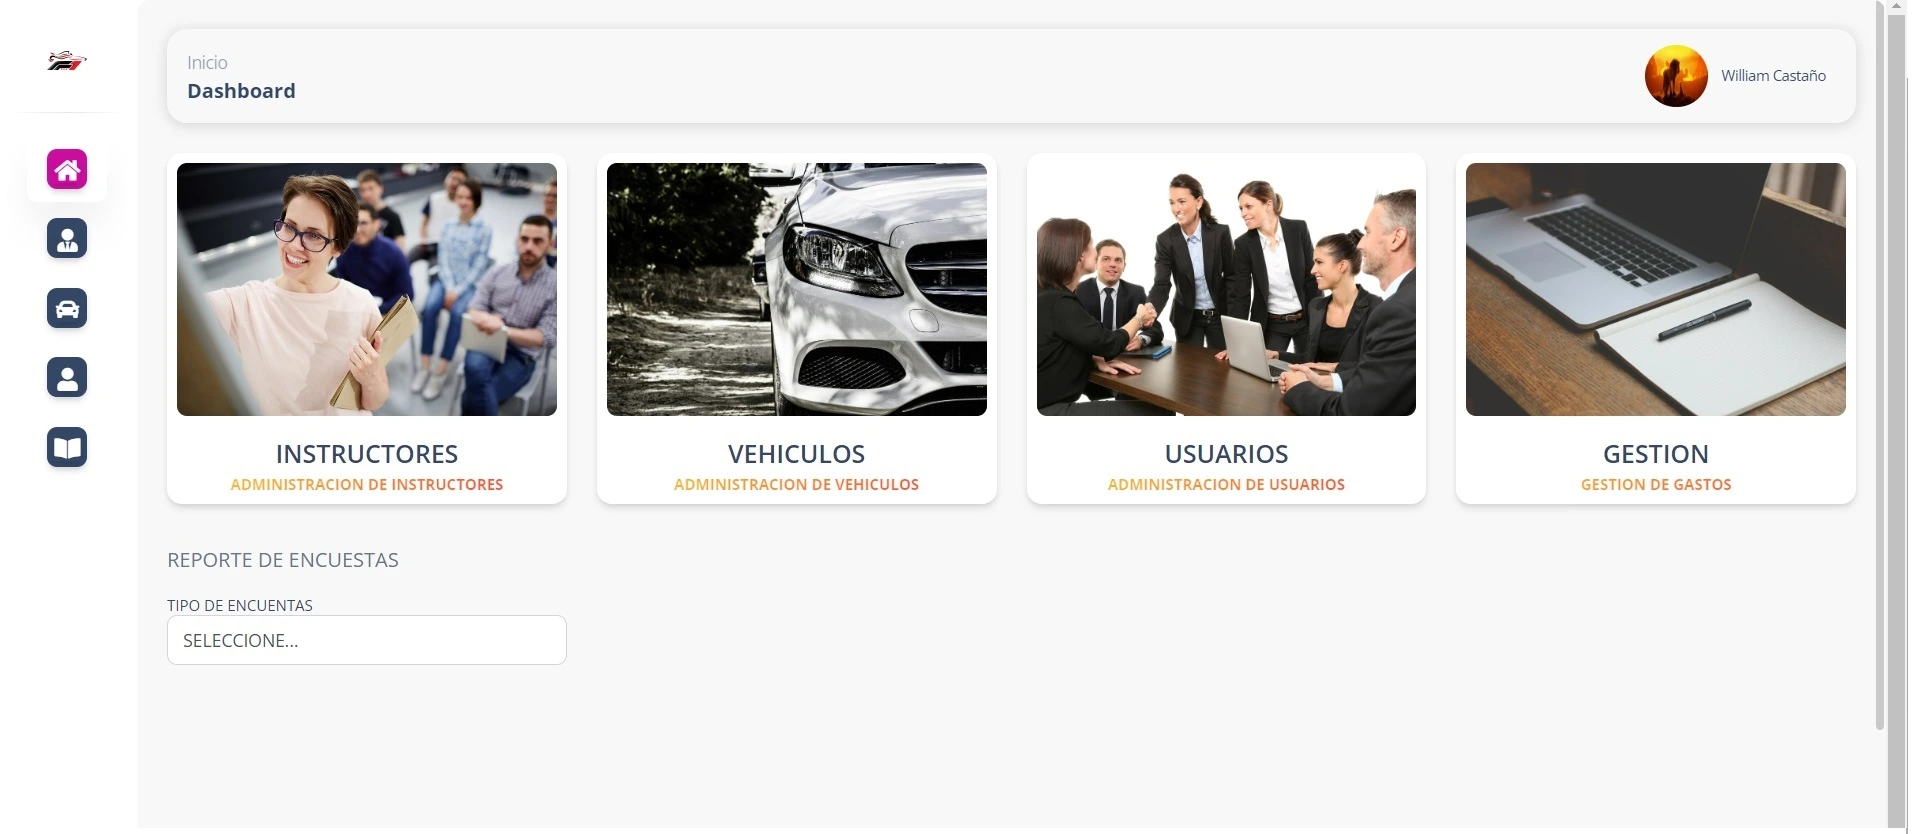 Inicio
Dashboard
William Castaño
INSTRUCTORES
ADMINISTRACION DE INSTRUCTORES
VEHICULOS
ADMINISTRACION DE VEHICULOS
USUARIOS
ADMINISTRACION DE USUARIOS
GESTION
GESTION DE GASTOS
REPORTE DE ENCUESTAS
TIPO DE ENCUENTAS
SELECCIONE...